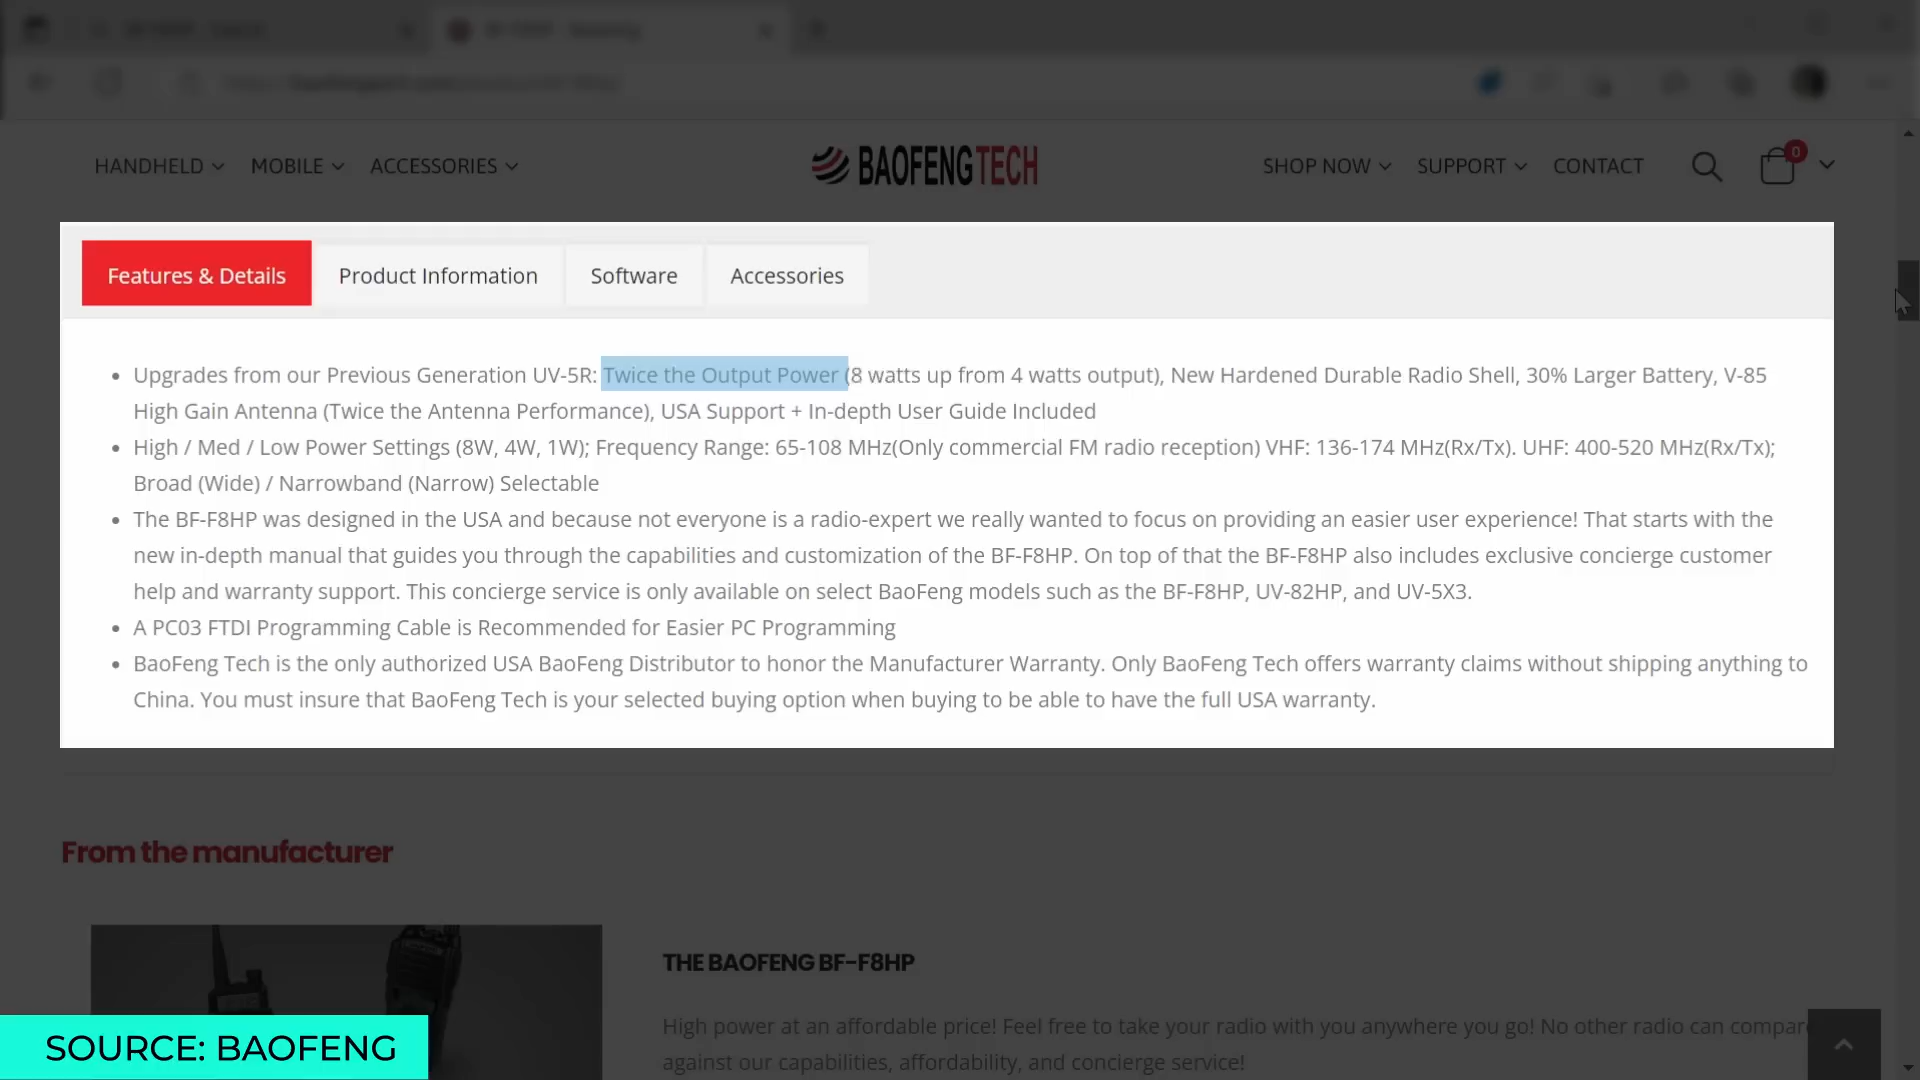 HANDHELD MOBILE ACCESSORIES BAOFENGTECH SHOP NOW SUPPORT CONTACT 0
Features & Details Product Information Software Accessories
• Upgrades from our Previous Generation UV-5R: Twice the Output Power (8 watts up from 4 watts output), New Hardened Durable Radio Shell, 30% Larger Battery, V-85
High Gain Antenna (Twice the Antenna Performance), USA Support + In-depth User Guide Included
• High / Med / Low Power Settings (8W, 4W, 1W); Frequency Range: 65-108 MHz(Only commercial FM radio reception) VHF: 136-174 MHz(Rx/Tx). UHF: 400-520 MHz(Rx/Tx);
Broad (Wide) / Narrowband (Narrow) Selectable
• The BF-F8HP was designed in the USA and because not everyone is a radio-expert we really wanted to focus on providing an easier user experience! That starts with the
new in-depth manual that guides you through the capabilities and customization of the BF-F8HP. On top of that the BF-F8HP also includes exclusive concierge customer
help and warranty support. This concierge service is only available on select BaoFeng models such as the BF-F8HP, UV-82HP, and UV-5X3.
• A PC03 FTDI Programming Cable is Recommended for Easier PC Programming
• BaoFeng Tech is the only authorized USA BaoFeng Distributor to honor the Manufacturer Warranty. Only BaoFeng Tech offers warranty claims without shipping anything to
China. You must insure that BaoFeng Tech is your selected buying option when buying to be able to have the full USA warranty.
From the manufacturer
THE BAOFENG BF-F8HP
High power at an affordable price! Feel free to take your radio with you anywhere you go! No other radio can compare
against our capabilities, affordability, and concierge service!
SOURCE: BAOFENG